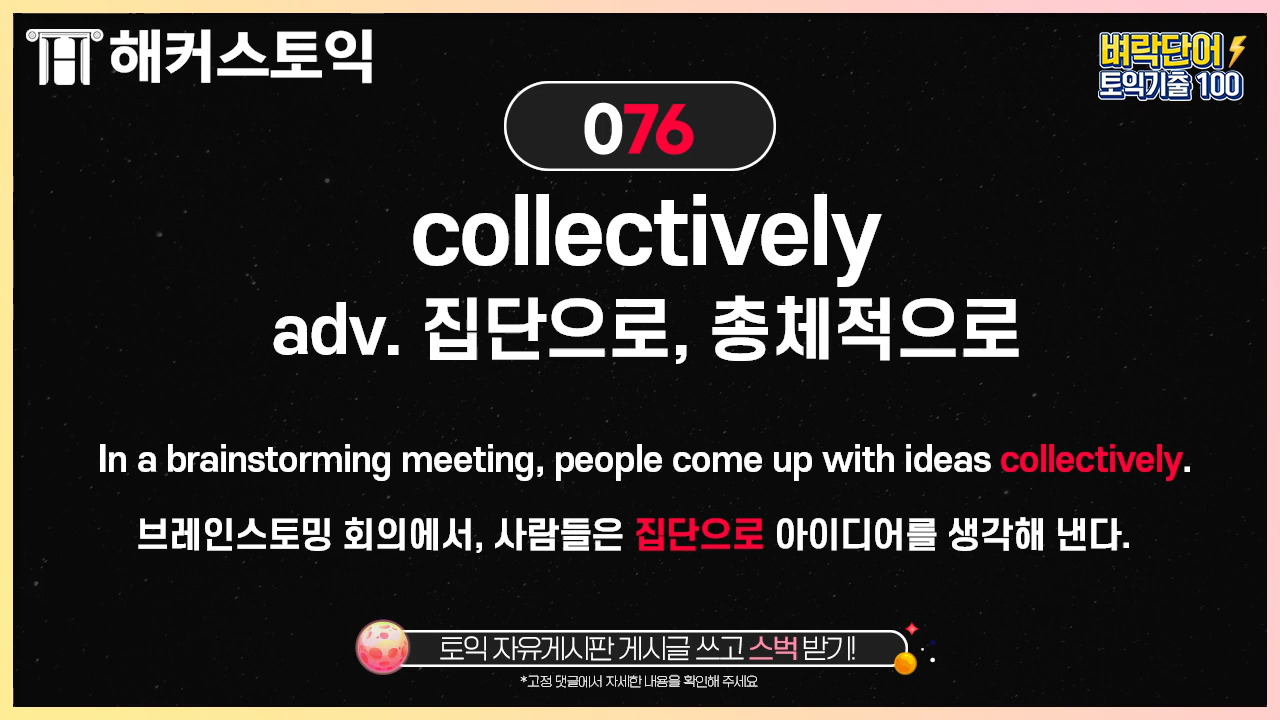 해커스토익
벼락단어
토익기출 100
076
collectively
adv. 집단으로, 총체적으로
In a brainstorming meeting, people come up with ideas collectively.
브레인스토밍 회의에서, 사람들은 집단으로 아이디어를 생각해 낸다.
토익 자유게시판 게시글 쓰고 스벅 받기!
*고정 댓글에서 자세한 내용을 확인해 주세요